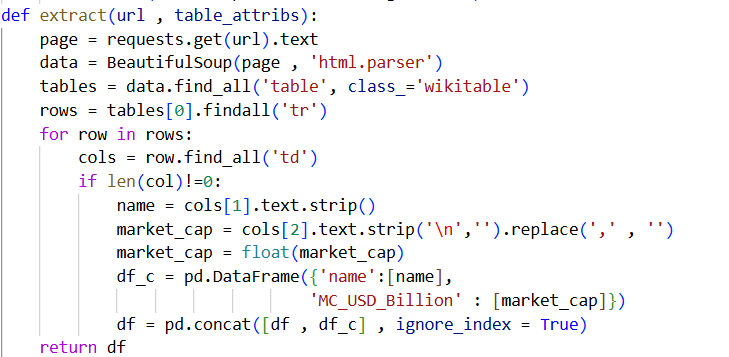 def extract(url , table_attribs):
    page = requests.get(url).text
    data = BeautifulSoup(page , 'html.parser')
    tables = data.find_all('table', class_='wikitable')
    rows = tables[0].findall('tr')
    for row in rows:
        cols = row.find_all('td')
        if len(col)!=0:
            name = cols[1].text.strip()
            market_cap = cols[2].text.strip('\n','').replace(',' , '')
            market_cap = float(market_cap)
            df_c = pd.DataFrame({'name':[name],
                                'MC_USD_Billion' : [market_cap]})
            df = pd.concat([df , df_c] , ignore_index = True)
    return df